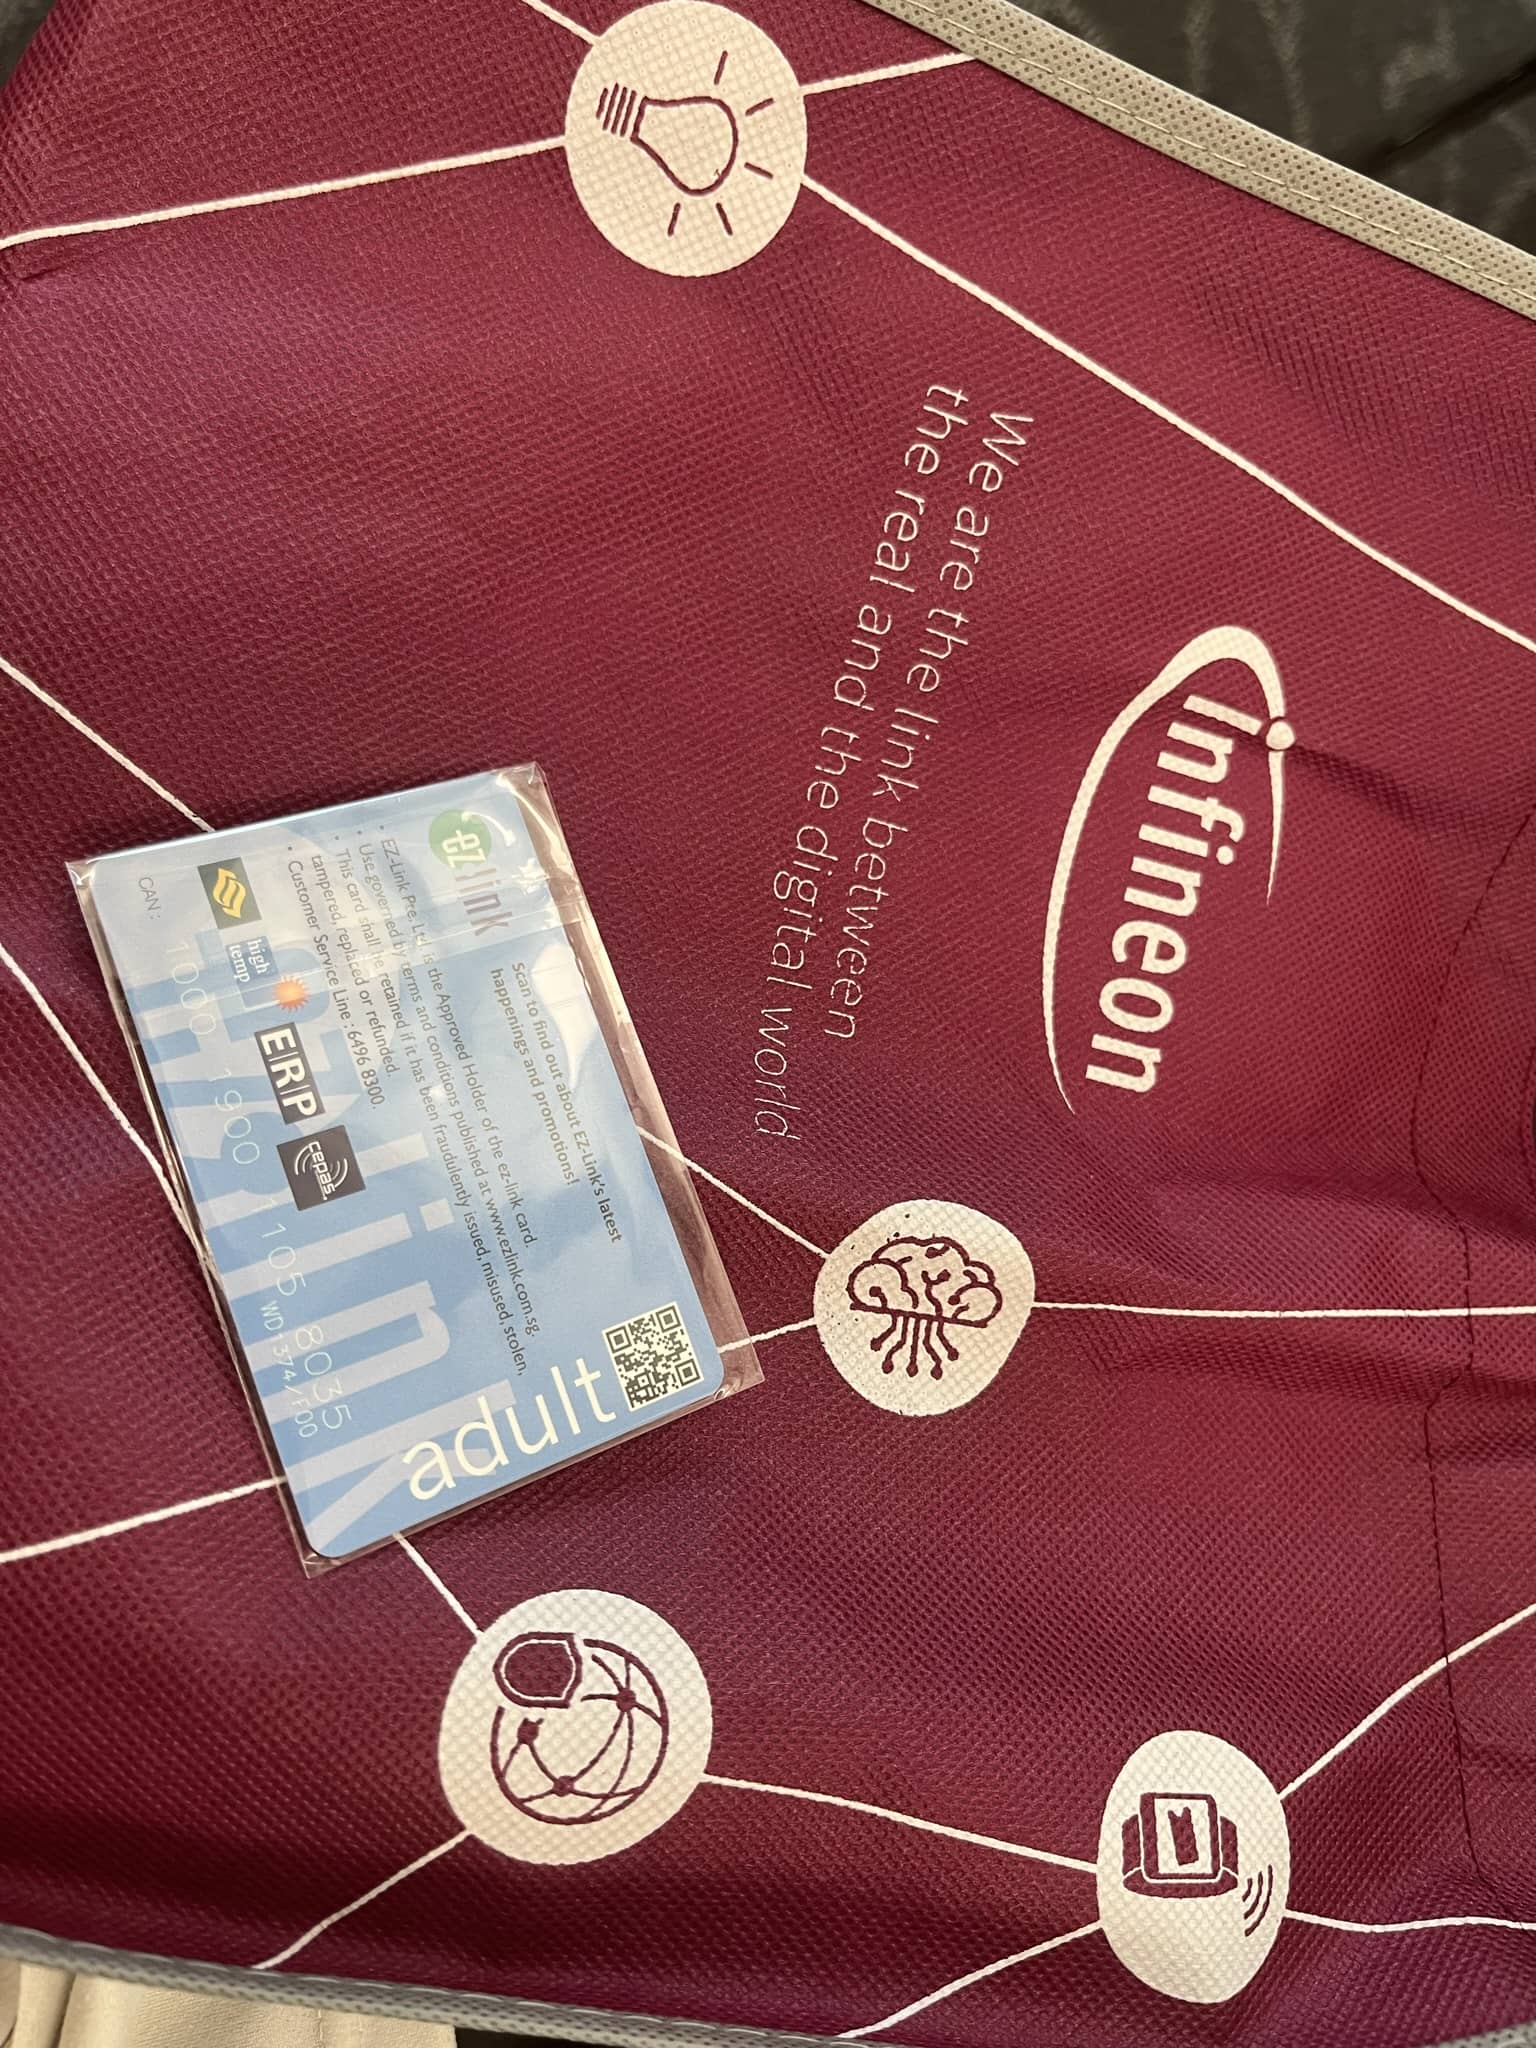 infineon
We are the link between
the real and the digital world
ez link
Scan to find out about EZ-Link's latest
happenings and promotions!
• EZ-Link Pte. Ltd is the Approved Holder of the ez-link card.
• Use governed by terms and conditions published at www.ezlink.com.sg.
• This card shall be retained if it has been fraudulently issued, misused, stolen,
tampered, replaced or refunded.
• Customer Service Line : 6496 8300.
high
temp
E|R|P
cepas
CAN :
1000 1900 1105 8035
WD1374/F00
adult
ez-link